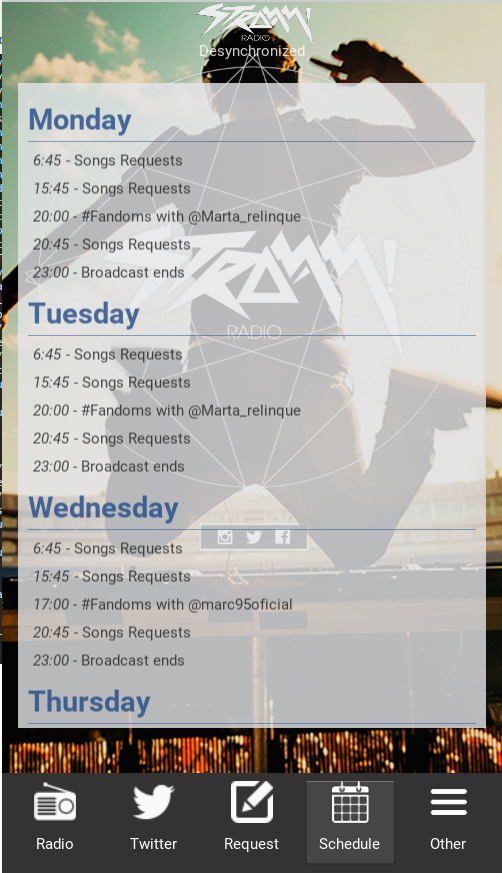 STROMM!
RADIO
Desynchronized
Monday
6:45 - Songs Requests
15:45 - Songs Requests
20:00 - #Fandoms with @Marta_relinque
20:45 - Songs Requests
23:00 - Broadcast ends
STROMM!
RADIO
Tuesday
6:45 - Songs Requests
15:45 - Songs Requests
20:00 - #Fandoms with @Marta_relinque
20:45 - Songs Requests
23:00 - Broadcast ends
Wednesday
6:45 - Songs Requests
15:45 - Songs Requests
17:00 - #Fandoms with @marc95oficial
20:45 - Songs Requests
23:00 - Broadcast ends
Thursday
Radio Twitter Request Schedule Other